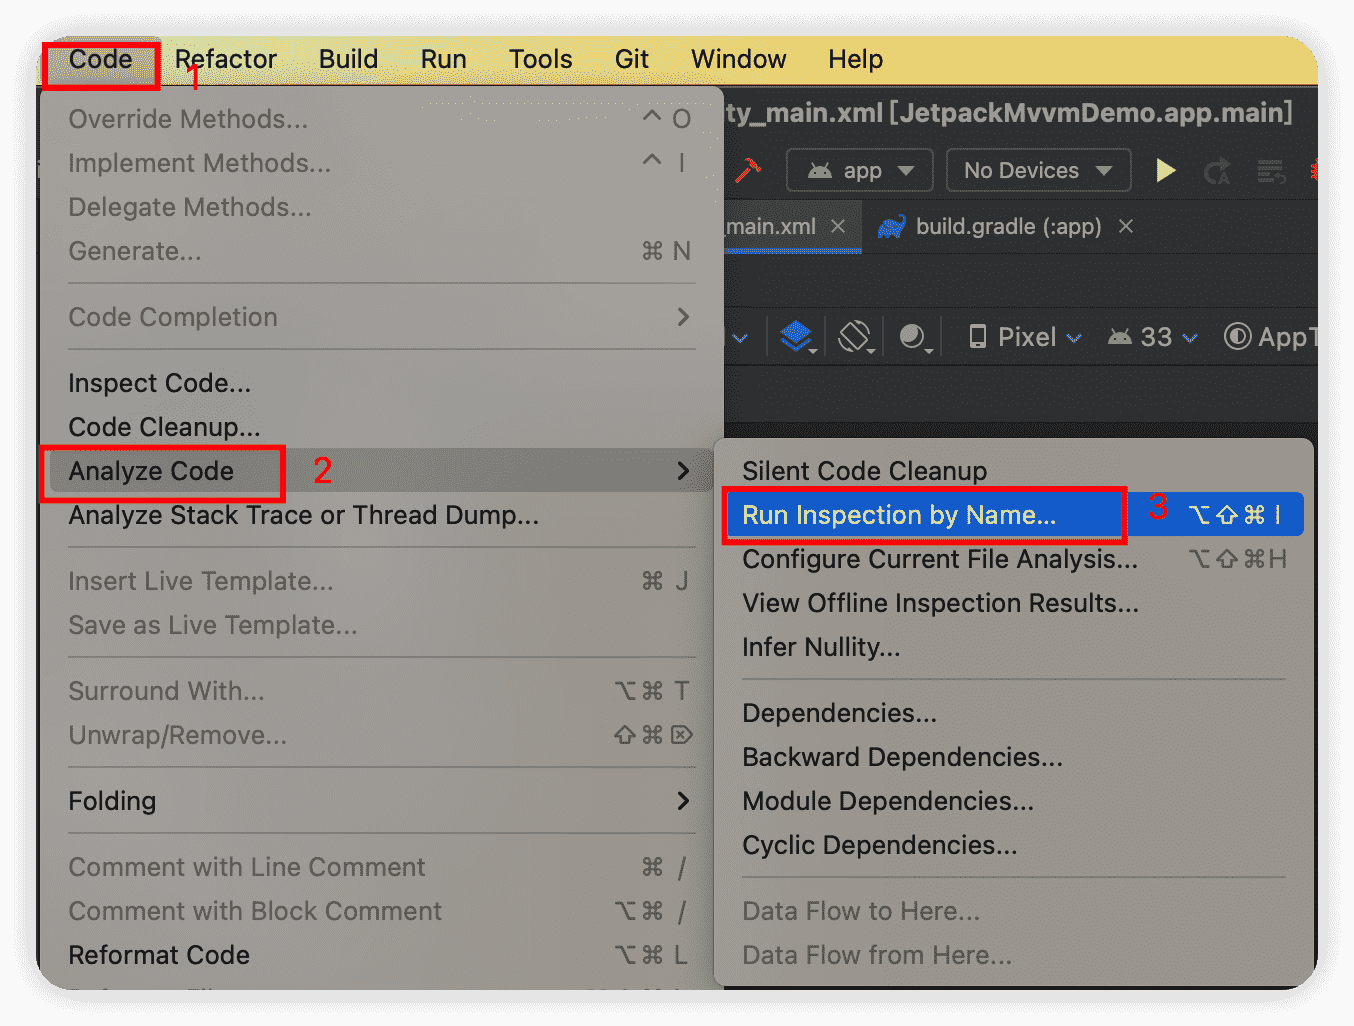 Code Refactor Build Run Tools Git Window Help
1
Override Methods... ^ O
ty_main.xml [JetpackMvvmDemo.app.main]
Implement Methods... ^ I
app No Devices
Delegate Methods...
_main.xml × build.gradle (:app) ×
Generate... ⌘ N
Code Completion
Pixel 33 AppT
Inspect Code...
Code Cleanup...
Analyze Code 2
Analyze Stack Trace or Thread Dump...
Insert Live Template... ⌘ J
Save as Live Template...
Surround With... ⌥⌘ T
Unwrap/Remove... ⇧⌘⌦
Folding
Comment with Line Comment ⌘ /
Comment with Block Comment ⌥⌘ /
Reformat Code ⌥⌘ L
Silent Code Cleanup
Run Inspection by Name... 3 ⌥⇧⌘ I
Configure Current File Analysis... ⌥⇧⌘H
View Offline Inspection Results...
Infer Nullity...
Dependencies...
Backward Dependencies...
Module Dependencies...
Cyclic Dependencies...
Data Flow to Here...
Data Flow from Here...